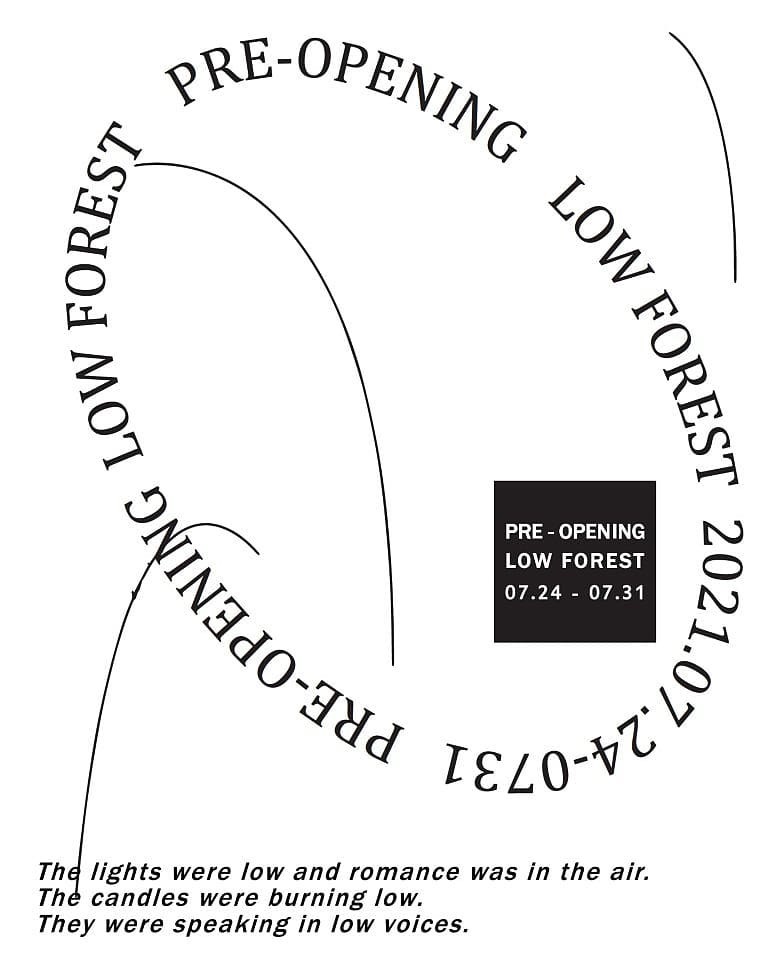 PRE-OPENING LOW FOREST 2021.07.24-0731 PRE-OPENING LOW FOREST
PRE - OPENING
LOW FOREST
07.24 - 07.31
The lights were low and romance was in the air.
The candles were burning low.
They were speaking in low voices.